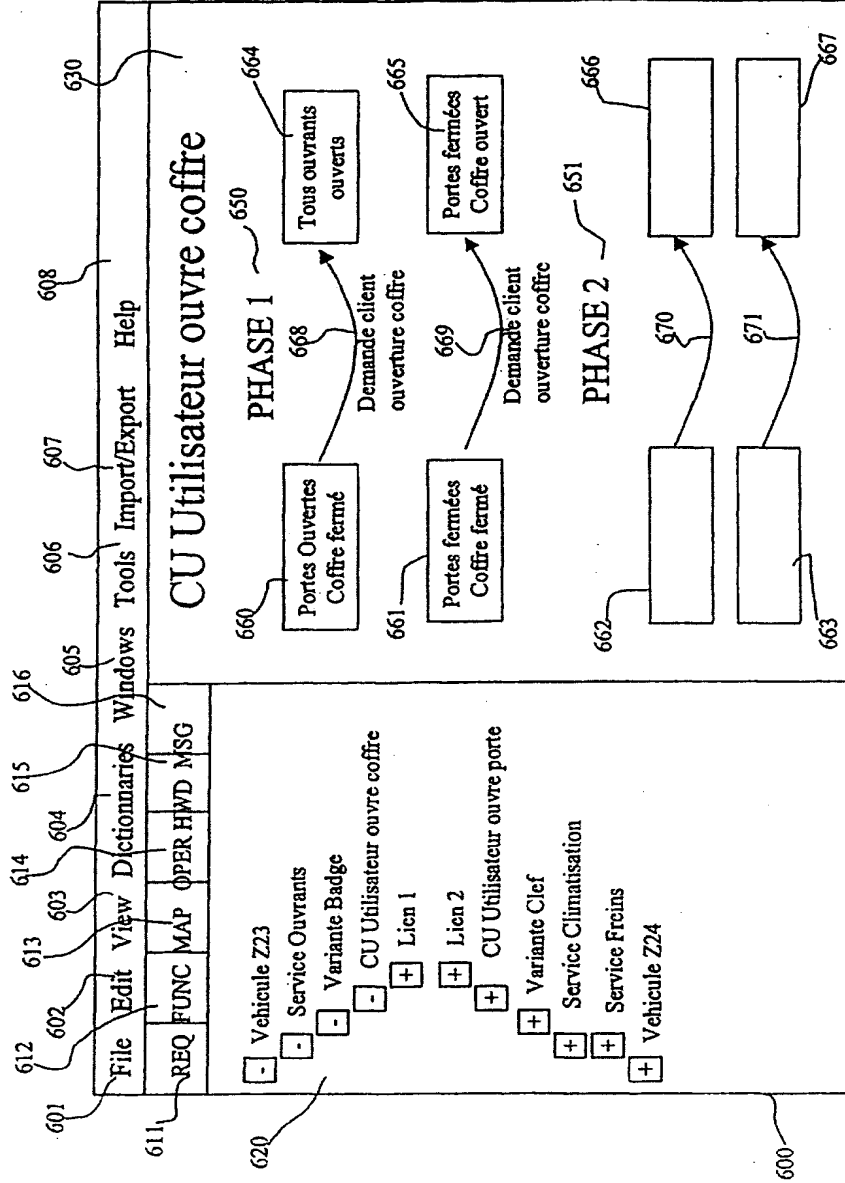 601 602 603 604 605 606 607 608 630
612 613 614 615 616
File Edit View Dictionnaries Windows Tools Import/Export Help
REQ FUNC MAP OPER HWD MSG
611
620
600
- Vehicule Z23
- Service Ouvrants
- Variante Badge
- CU Utilisateur ouvre coffre
+ Lien 1
+ Lien 2
+ CU Utilisateur ouvre porte
+ Variante Clef
+ Service Climatisation
+ Service Freins
+ Vehicule Z24
CU Utilisateur ouvre coffre
PHASE 1 650
660
Portes Ouvertes
Coffre fermé
668
Demande client
ouverture coffre
664
Tous ouvrants
ouverts
661
Portes fermées
Coffre fermé
669
Demande client
ouverture coffre
665
Portes fermées
Coffre ouvert
PHASE 2 651
662 670 666
663 671 667